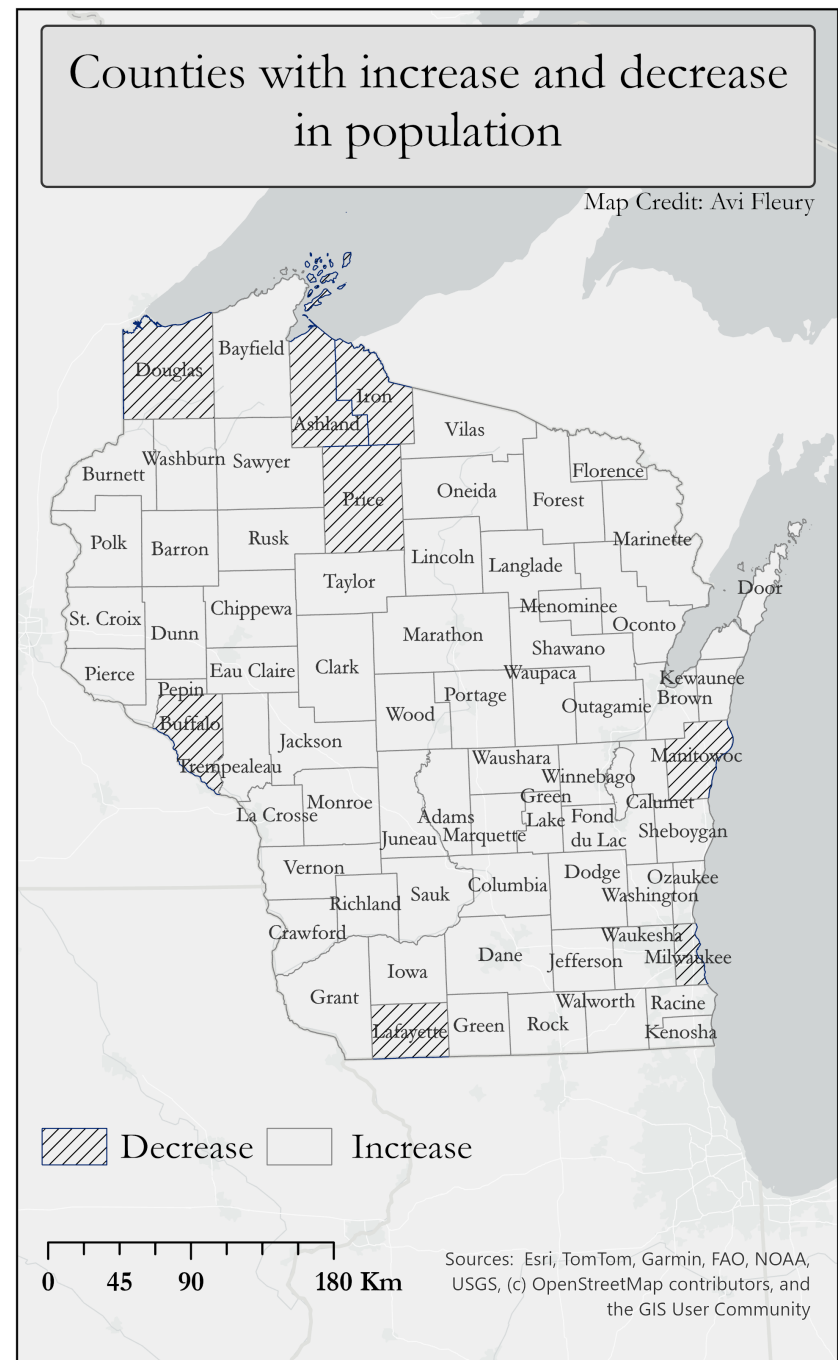 Counties with increase and decrease
in population
Map Credit: Avi Fleury
Bayfield
Douglas
Iron
Ashland
Vilas
Washburn
Sawyer
Burnett
Florence
Price
Oneida
Forest
Polk
Barron
Rusk
Marinette
Lincoln
Langlade
Taylor
Door
Chippewa
Menominee
St. Croix
Dunn
Oconto
Marathon
Shawano
Pierce
Eau Claire
Clark
Waupaca
Kewaunee
Pepin
Portage
Brown
Outagamie
Wood
Buffalo
Jackson
Manitowoc
Waushara
Trempealeau
Winnebago
Monroe
Green
Lake
Calumet
La Crosse
Adams
Fond
du Lac
Juneau
Marquette
Sheboygan
Vernon
Dodge
Ozaukee
Columbia
Washington
Richland
Sauk
Crawford
Waukesha
Dane
Jefferson
Milwaukee
Iowa
Grant
Walworth
Racine
Lafayette
Green
Rock
Kenosha
Decrease
Increase
0 45 90 180 Km
Sources: Esri, TomTom, Garmin, FAO, NOAA,
USGS, (c) OpenStreetMap contributors, and
the GIS User Community